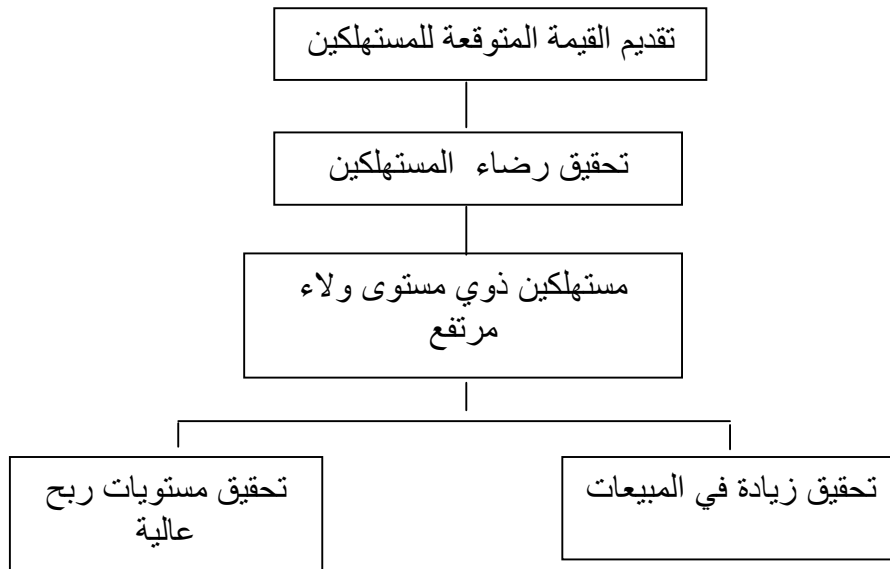 تقديم القيمة المتوقعة للمستهلكين
تحقيق رضاء المستهلكين
مستهلكين ذوي مستوى ولاء
مرتفع
تحقيق زيادة في المبيعات
تحقيق مستويات ربح
عالية